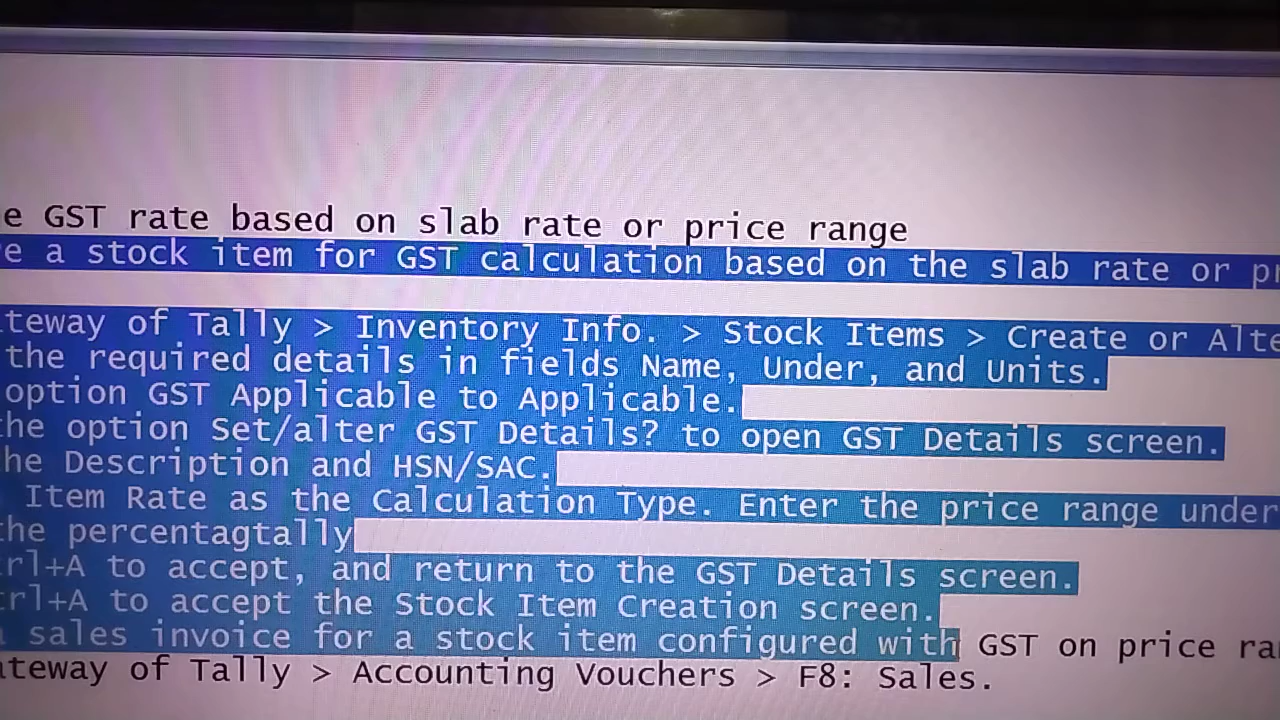 e GST rate based on slab rate or price range
e a stock item for GST calculation based on the slab rate or
teway of Tally > Inventory Info. > Stock Items > Create or Alte
the required details in fields Name, Under, and Units.
option GST Applicable to Applicable.
he option Set/alter GST Details? to open GST Details screen.
he Description and HSN/SAC.
Item Rate as the Calculation Type. Enter the price range under
the percentagtally
rl+A to accept, and return to the GST Details screen.
trl+A to accept the Stock Item Creation screen.
sales invoice for a stock item configured with GST on price ra
ateway of Tally > Accounting Vouchers > F8: Sales.